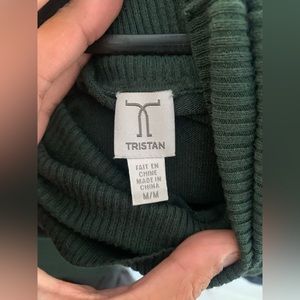 TRISTAN
FAIT EN
CHINE
MADE IN
CHINA
M/M